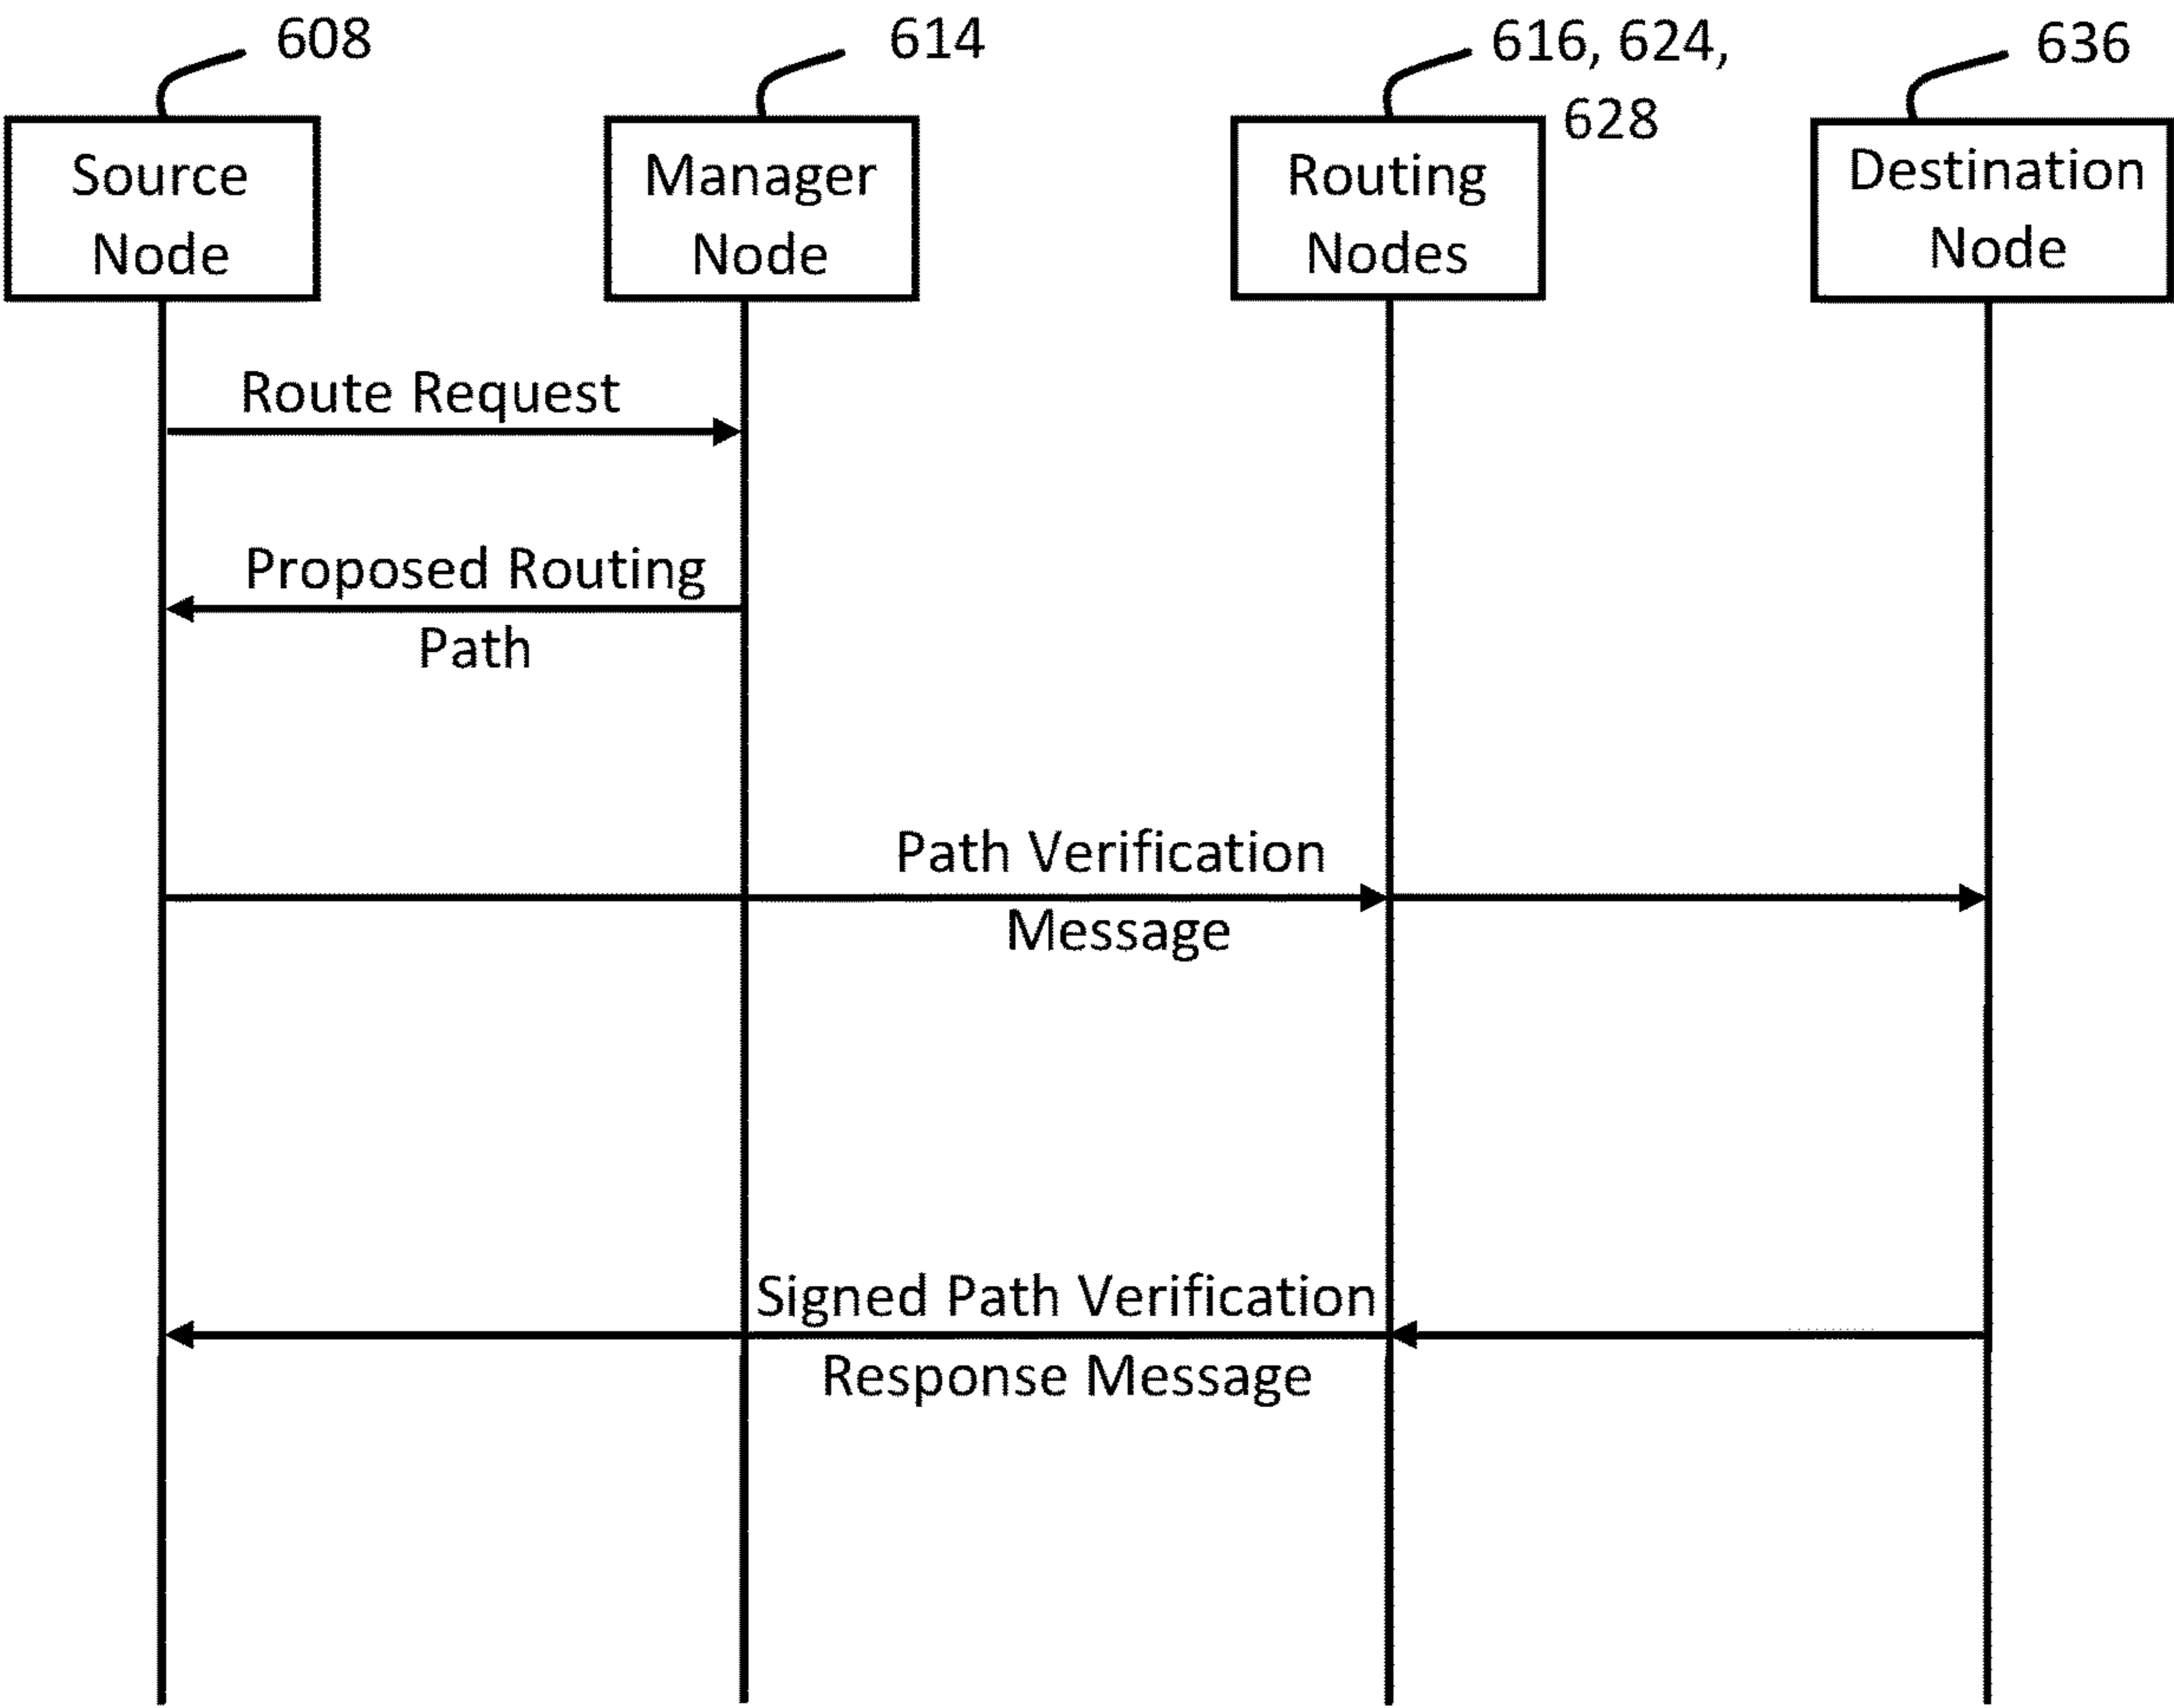 608
614
616, 624,
628
636
Source
Node
Manager
Node
Routing
Nodes
Destination
Node
Route Request
Proposed Routing
Path
Path Verification
Message
Signed Path Verification
Response Message